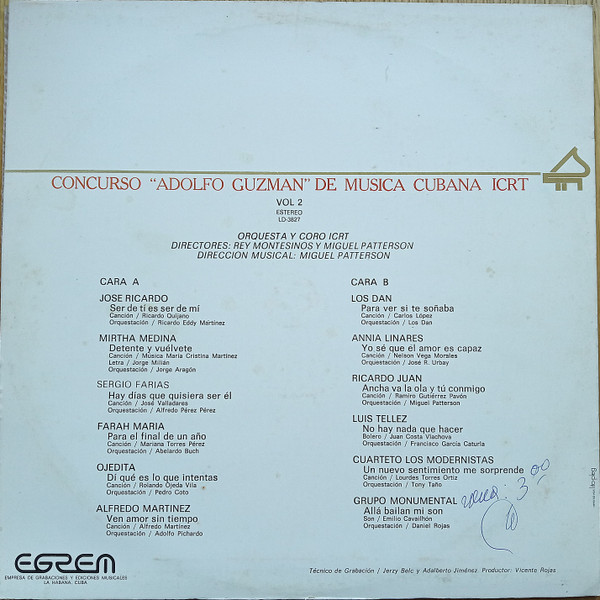 CONCURSO "ADOLFO GUZMAN" DE MUSICA CUBANA ICRT
VOL 2
ESTEREO
LD-3827
ORQUESTA Y CORO ICRT
DIRECTORES: REY MONTESINOS Y MIGUEL PATTERSON
DIRECCION MUSICAL: MIGUEL PATTERSON
CARA A
JOSE RICARDO
Ser de tí es ser de mí
Canción / Ricardo Quijano
Orquestación / Ricardo Eddy Martínez
MIRTHA MEDINA
Detente y vuélvete
Canción / Música María Cristina Martínez
Letra / Jorge Milián
Orquestación / Jorge Aragón
SERGIO FARIAS
Hay días que quisiera ser él
Canción / José Valladares
Orquestación / Alfredo Pérez Pérez
FARAH MARIA
Para el final de un año
Canción / Mariana Torres Pérez
Orquestación / Abelardo Buch
OJEDITA
Dí qué es lo que intentas
Canción / Rolando Ojeda Vila
Orquestación / Pedro Coto
ALFREDO MARTINEZ
Ven amor sin tiempo
Canción / Alfredo Martínez
Orquestación / Adolfo Pichardo
CARA B
LOS DAN
Para ver si te soñaba
Canción / Carlos López
Orquestación / Los Dan
ANNIA LINARES
Yo sé que el amor es capaz
Canción / Nelson Vega Morales
Orquestación / José R. Urbay
RICARDO JUAN
Ancha va la ola y tú conmigo
Canción / Ramiro Gutiérrez Pavón
Orquestación / Miguel Patterson
LUIS TELLEZ
No hay nada que hacer
Bolero / Juan Costa Vlachova
Orquestación / Francisco García Caturla
CUARTETO LOS MODERNISTAS
Un nuevo sentimiento me sorprende
Canción / Lourdes Torres Ortiz
Orquestación / Tony Taño
GRUPO MONUMENTAL
Allá bailan mi son
Son / Emilio Cavailhón
Orquestación / Daniel Rojas
3 00
EGREM
EMPRESA DE GRABACIONES Y EDICIONES MUSICALES
LA HABANA, CUBA
Técnico de Grabación / Jerzy Belc y Adalberto Jiménez Productor: Vicente Rojas